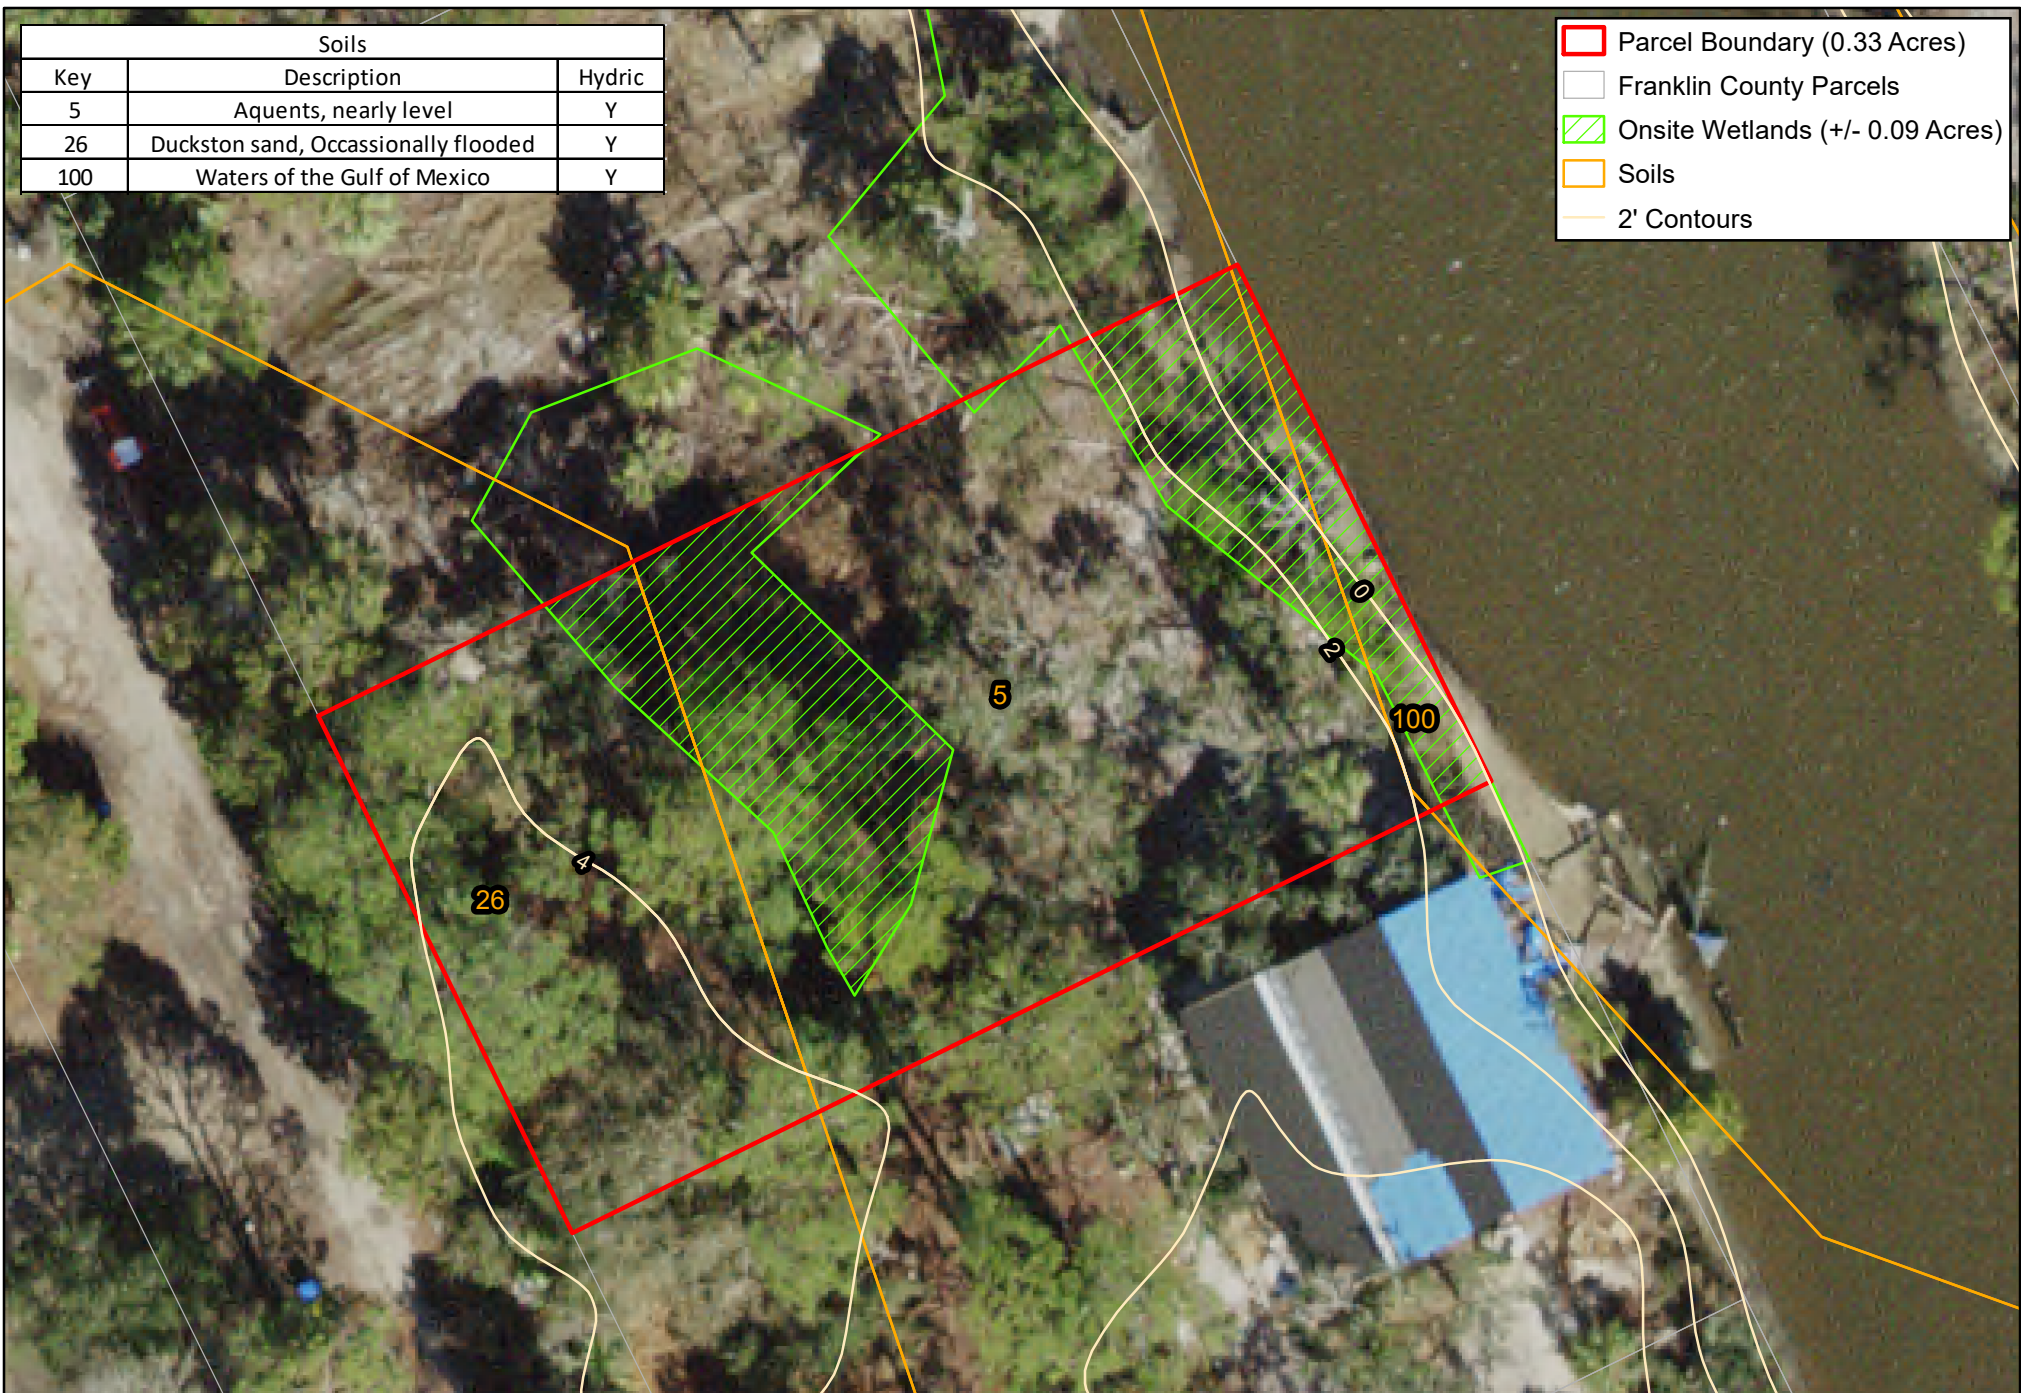 Soils
Key Description Hydric
5 Aquents, nearly level Y
26 Duckston sand, Occassionally flooded Y
100 Waters of the Gulf of Mexico Y
Parcel Boundary (0.33 Acres)
Franklin County Parcels
Onsite Wetlands (+/- 0.09 Acres)
Soils
2' Contours
0
2
5
100
4
26